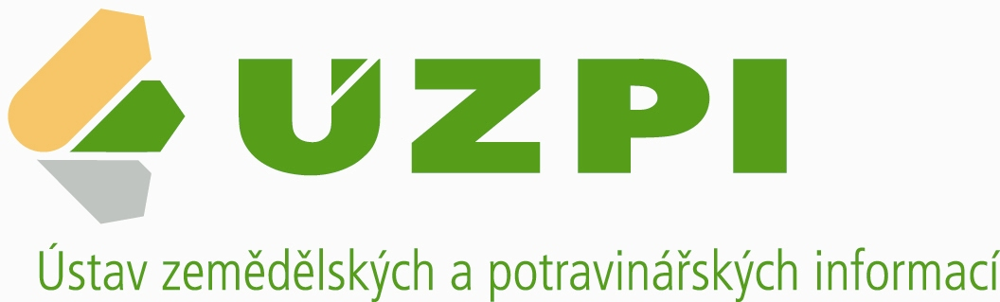 ÚZPI
Ústav zemědělských a potravinářských informací